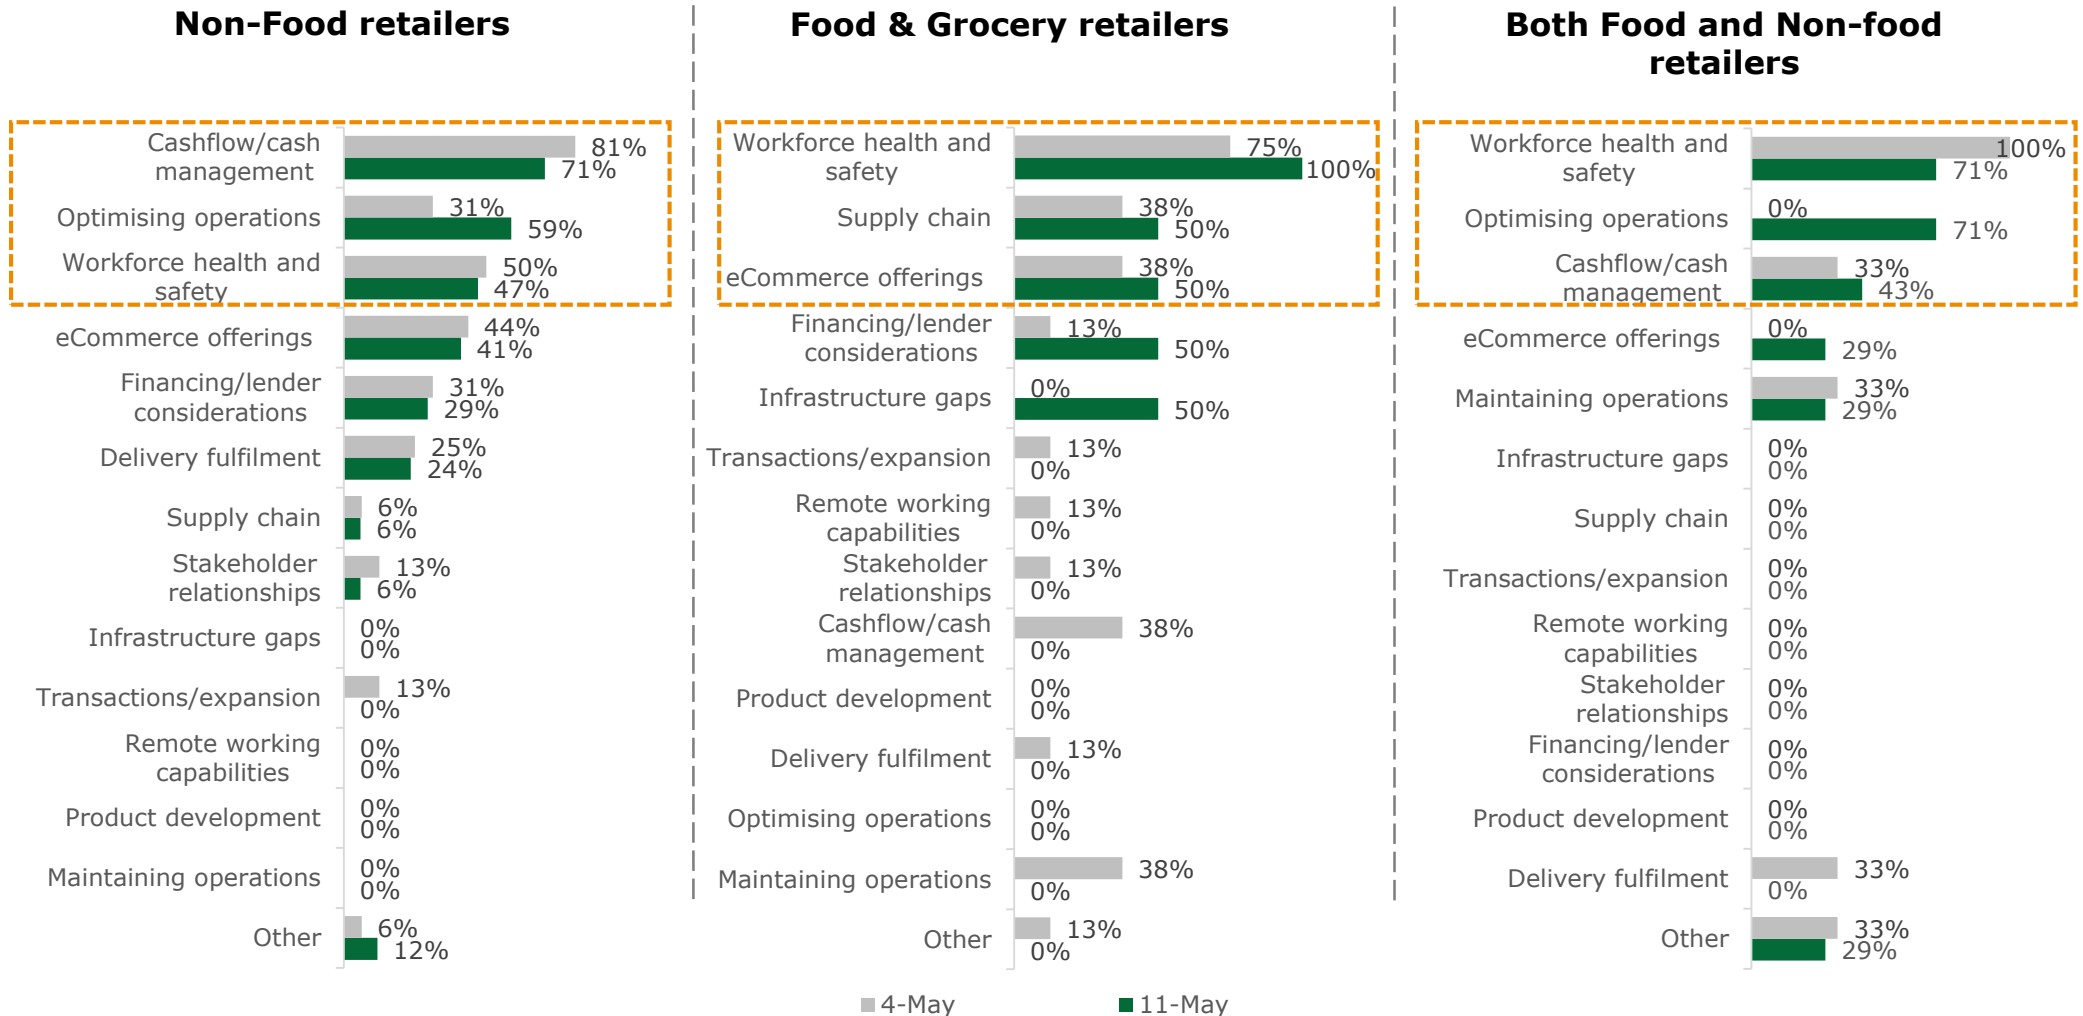 Non-Food retailers
Cashflow/cash
management
81%
71%
Optimising operations
31%
59%
Workforce health and
safety
50%
47%
eCommerce offerings
44%
41%
Financing/lender
considerations
31%
29%
Delivery fulfilment
25%
24%
Supply chain
6%
6%
Stakeholder
relationships
13%
6%
Infrastructure gaps
0%
0%
Transactions/expansion
13%
0%
Remote working
capabilities
0%
0%
Product development
0%
0%
Maintaining operations
0%
0%
Other
6%
12%
Food & Grocery retailers
Workforce health and
safety
75%
100%
Supply chain
38%
50%
eCommerce offerings
38%
50%
Financing/lender
considerations
13%
50%
Infrastructure gaps
0%
50%
Transactions/expansion
13%
0%
Remote working
capabilities
13%
0%
Stakeholder
relationships
13%
0%
Cashflow/cash
management
38%
0%
Product development
0%
0%
Delivery fulfilment
13%
0%
Optimising operations
0%
0%
Maintaining operations
38%
0%
Other
13%
0%
Both Food and Non-food
retailers
Workforce health and
safety
100%
71%
Optimising operations
0%
71%
Cashflow/cash
management
33%
43%
eCommerce offerings
0%
29%
Maintaining operations
33%
29%
Infrastructure gaps
0%
0%
Supply chain
0%
0%
Transactions/expansion
0%
0%
Remote working
capabilities
0%
0%
Stakeholder
relationships
0%
0%
Financing/lender
considerations
0%
0%
Product development
0%
0%
Delivery fulfilment
33%
0%
Other
33%
29%
4-May
11-May